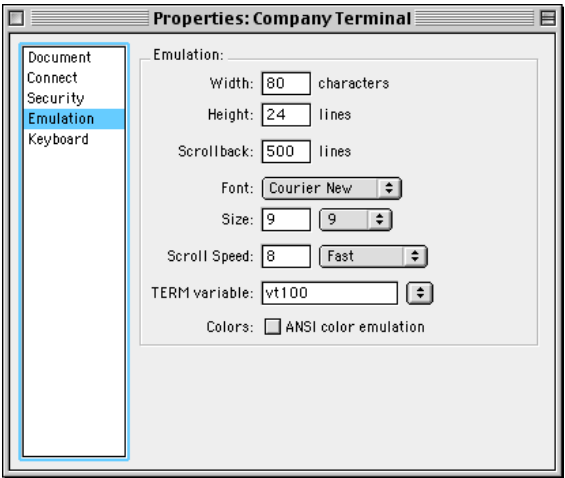 Properties: Company Terminal
Document
Connect
Security
Emulation
Keyboard
Emulation:
Width: 80 characters
Height: 24 lines
Scrollback: 500 lines
Font: Courier New
Size: 9 9
Scroll Speed: 8 Fast
TERM variable: vt100
Colors: ANSI color emulation